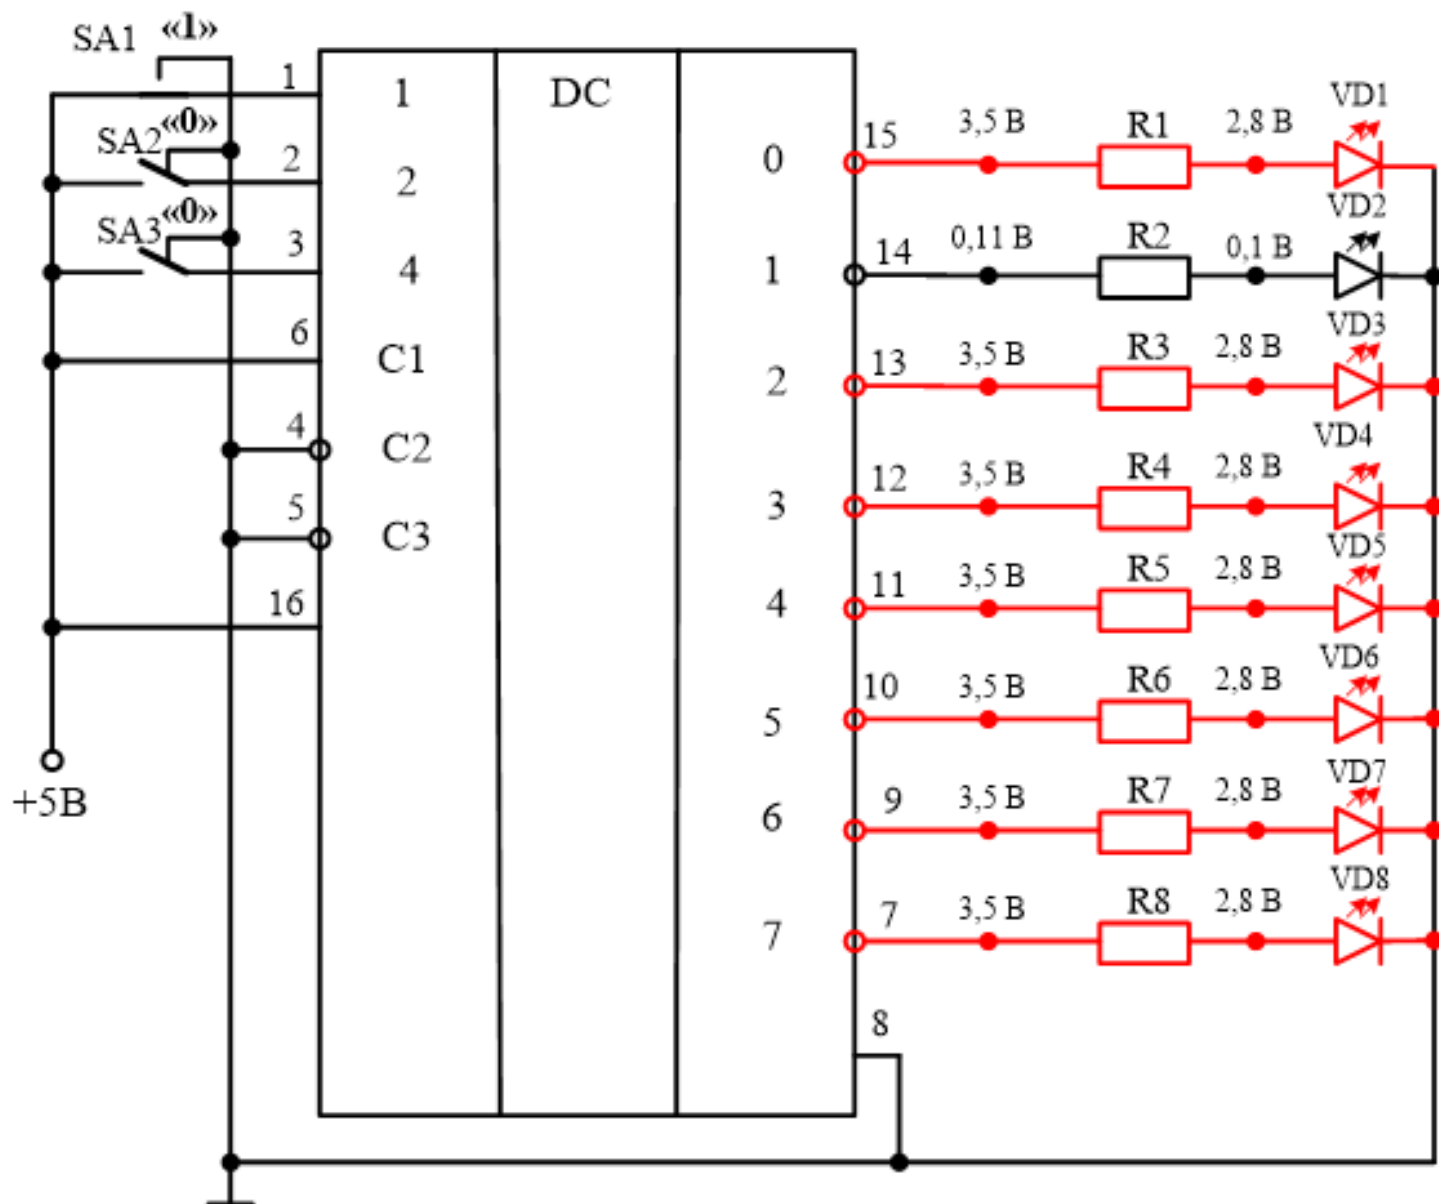 SA1 «1»
1
1
DC
SA2 «0»
2
2
SA3 «0»
3
4
6
C1
4
C2
5
C3
16
+5В
0 15 3,5 В R1 2,8 В VD1
1 14 0,11 В R2 0,1 В VD2
2 13 3,5 В R3 2,8 В VD3
3 12 3,5 В R4 2,8 В VD4
4 11 3,5 В R5 2,8 В VD5
5 10 3,5 В R6 2,8 В VD6
6 9 3,5 В R7 2,8 В VD7
7 7 3,5 В R8 2,8 В VD8
8